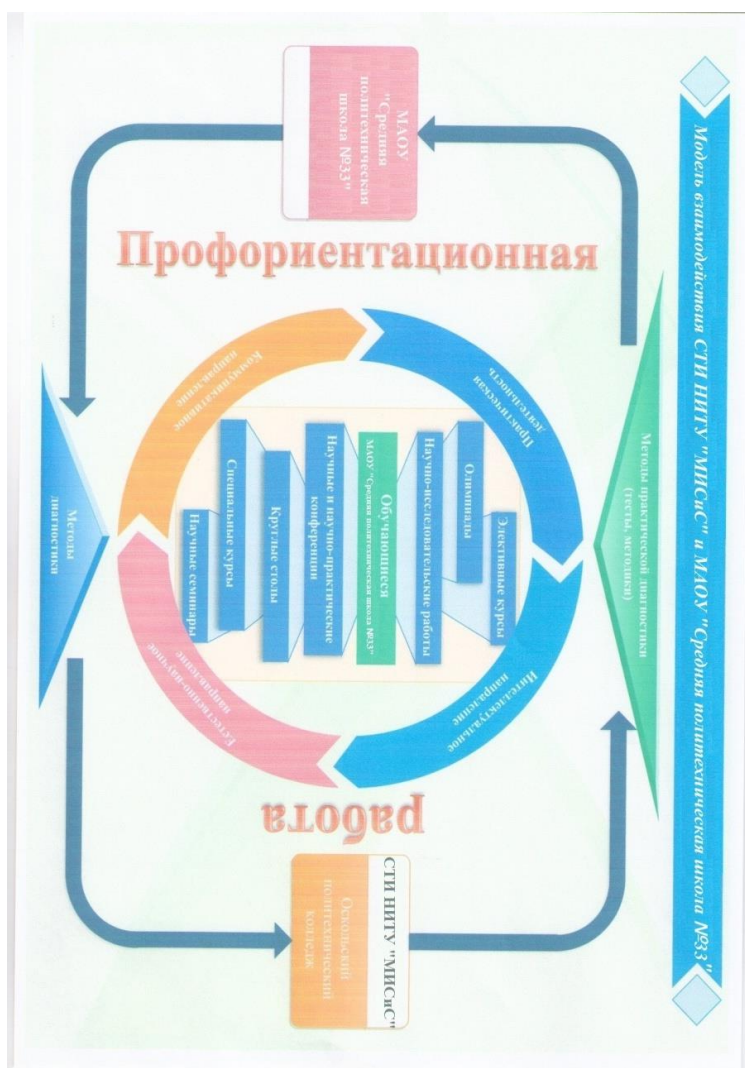 Модель взаимодействия СТИ НИТУ "МИСиС" и МАОУ "Средняя политехническая школа №33"
Методы практической диагностики
(тесты, методики)
МАОУ
"Средняя
политехническая
школа №33"
Профориентационная
Практическая
деятельность
Интеллектуальное
направление
Коммуникативное
направление
Естественно-научное
направление
Элективные курсы
Олимпиады
Научно-исследовательские работы
Обучающиеся
МАОУ "Средняя политехническая школа №33"
Научные и научно-практические
конференции
Круглые столы
Специальные курсы
Научные семинары
работа
СТИ НИТУ "МИСиС"
Оскольский
политехнический
колледж
Методы
диагностики